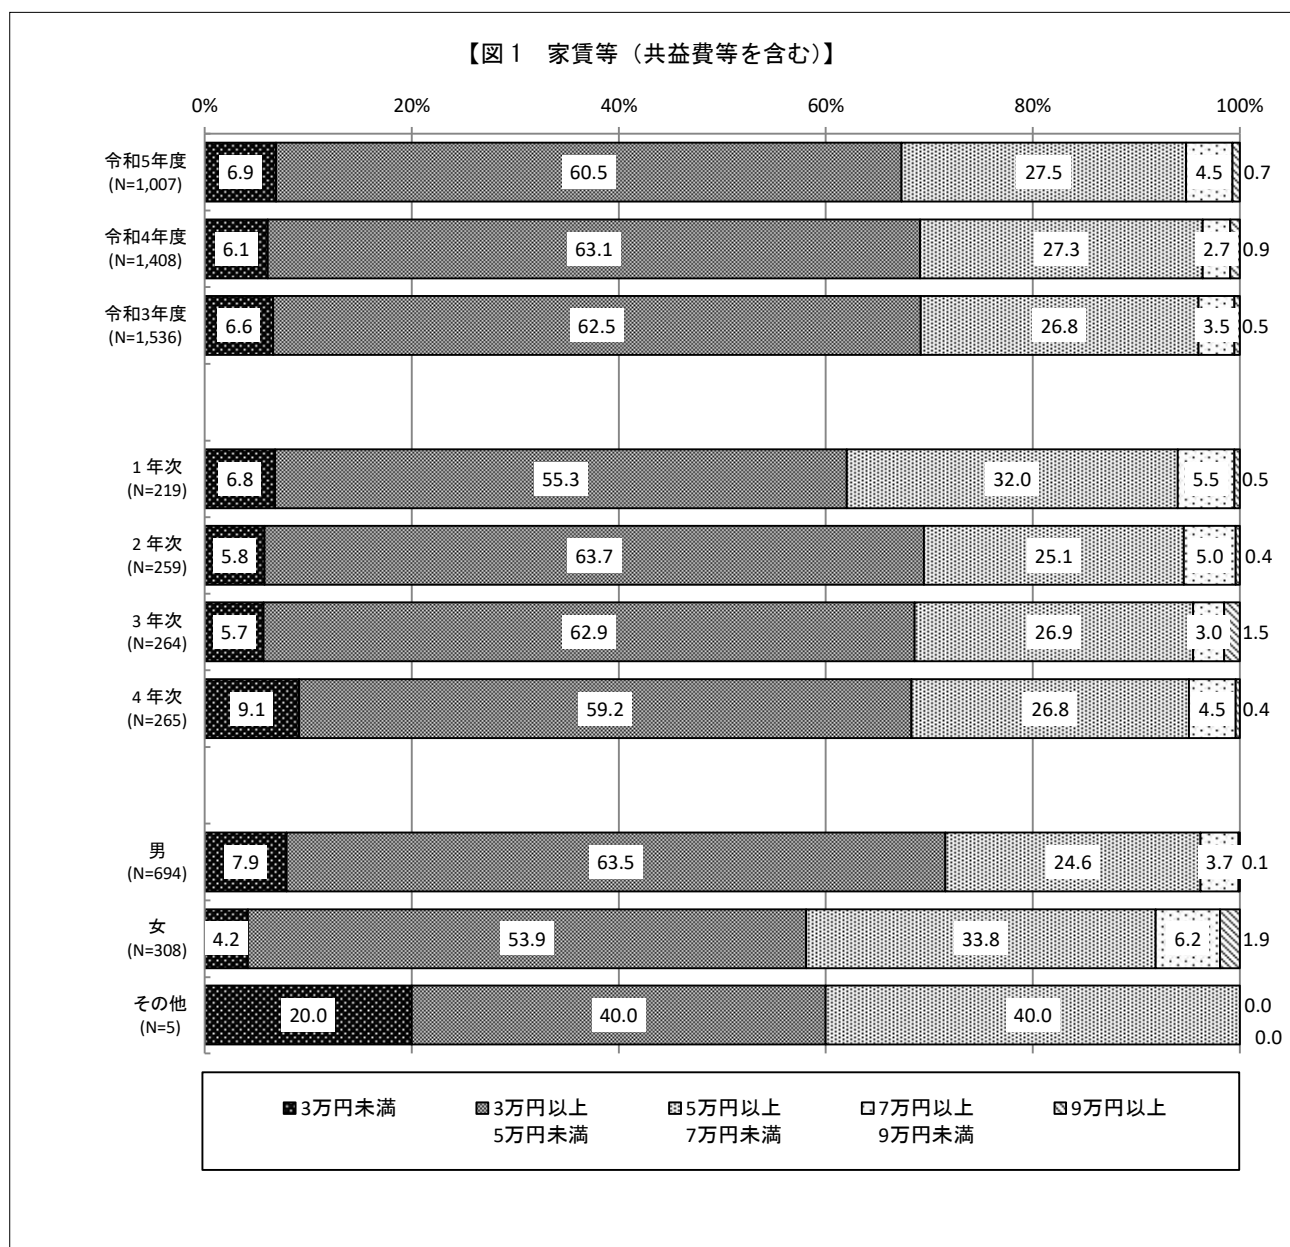 【図１　家賃等（共益費等を含む）】
0% 20% 40% 60% 80% 100%
令和5年度 6.9 60.5 27.5 4.5 0.7
(N=1,007)
令和4年度 6.1 63.1 27.3 2.7 0.9
(N=1,408)
令和3年度 6.6 62.5 26.8 3.5 0.5
(N=1,536)
1 年次 6.8 55.3 32.0 5.5 0.5
(N=219)
2 年次 5.8 63.7 25.1 5.0 0.4
(N=259)
3 年次 5.7 62.9 26.9 3.0 1.5
(N=264)
4 年次 9.1 59.2 26.8 4.5 0.4
(N=265)
男 7.9 63.5 24.6 3.7 0.1
(N=694)
女 4.2 53.9 33.8 6.2 1.9
(N=308)
その他 20.0 40.0 40.0 0.0
(N=5) 0.0
3万円未満 3万円以上 5万円以上 7万円以上 9万円以上
5万円未満 7万円未満 9万円未満